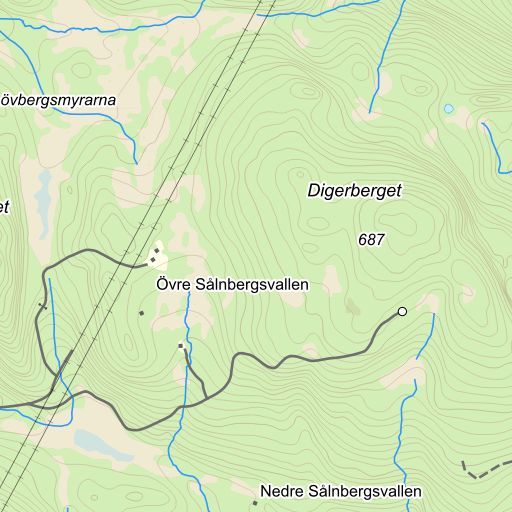 övbergsmyrarna
Digerberget
et
687
Övre Sålnbergsvallen
Nedre Sålnbergsvallen